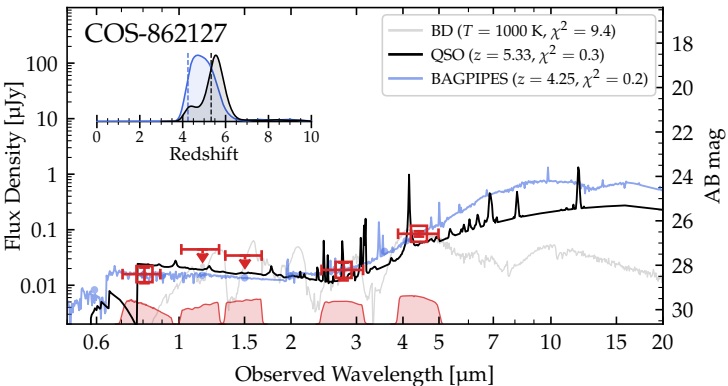 COS-862127
BD (T = 1000 K, χ² = 9.4)
QSO (z = 5.33, χ² = 0.3)
BAGPIPES (z = 4.25, χ² = 0.2)
0 2 4 6 8 10
Redshift
100
10
1
0.1
0.01
Flux Density [μJy]
18
20
22
24
26
28
30
AB mag
0.6 1 2 3 4 5 7 10 15 20
Observed Wavelength [μm]